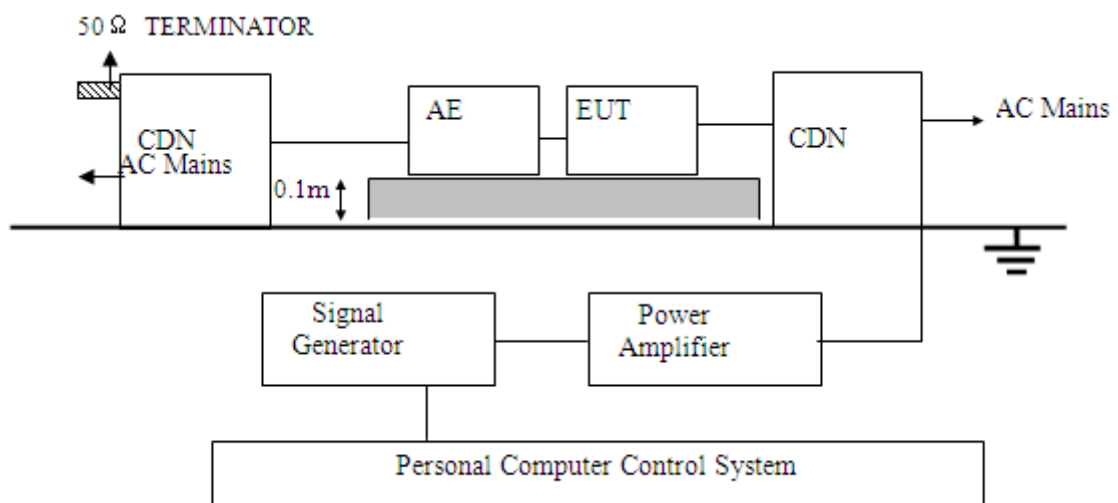 50 Ω TERMINATOR
AE
EUT
CDN
AC Mains
CDN
AC Mains
0.1m
Signal
Generator
Power
Amplifier
Personal Computer Control System